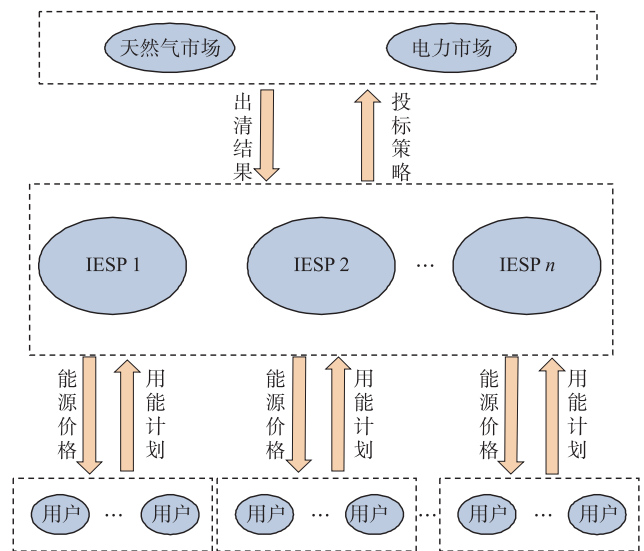 天然气市场 电力市场
出清结果 投标策略
IESP 1 IESP 2 … IESP n
能源价格 用能计划 能源价格 用能计划 能源价格 用能计划
用户 … 用户 用户 … 用户 … 用户 … 用户